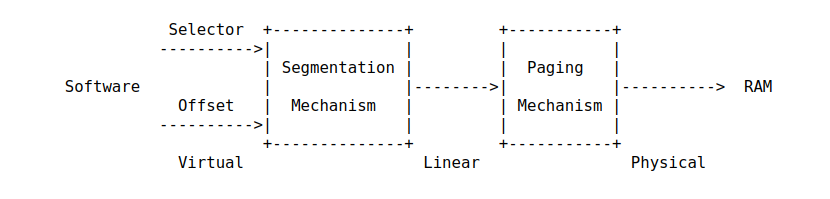 Selector  +--------------+         +-----------+
             ---------->|              |         |           |
                        | Segmentation |         |  Paging   |
   Software             |              |-------->|           |---------->  RAM
               Offset   |  Mechanism   |         | Mechanism |
             ---------->|              |         |           |
                        +--------------+         +-----------+
               Virtual                   Linear                Physical